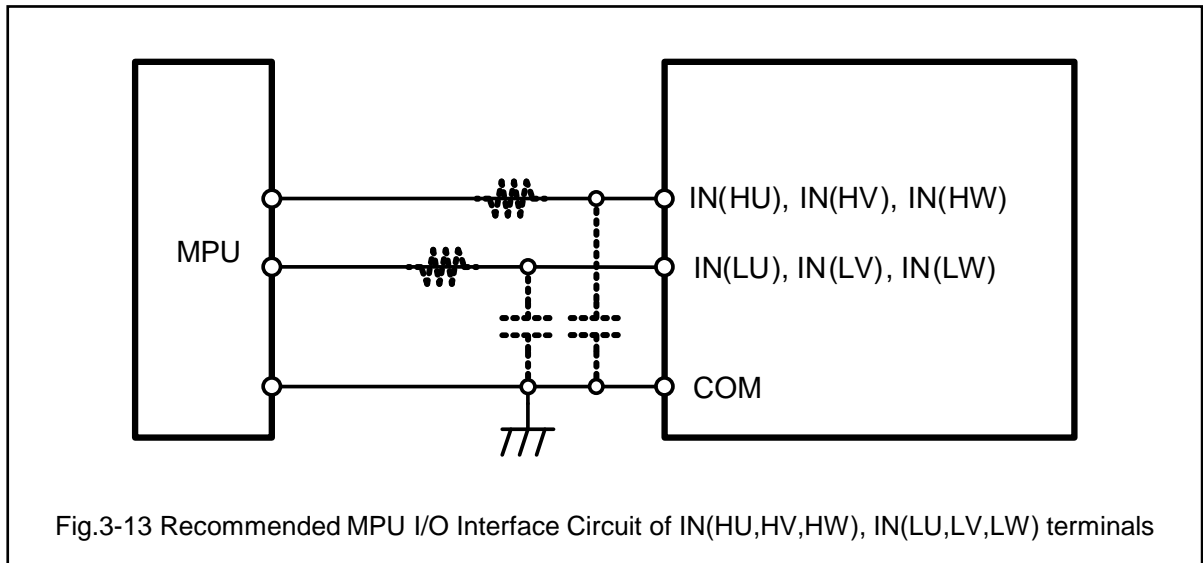 IN(HU), IN(HV), IN(HW)
MPU
IN(LU), IN(LV), IN(LW)
COM
Fig.3-13 Recommended MPU I/O Interface Circuit of IN(HU,HV,HW), IN(LU,LV,LW) terminals